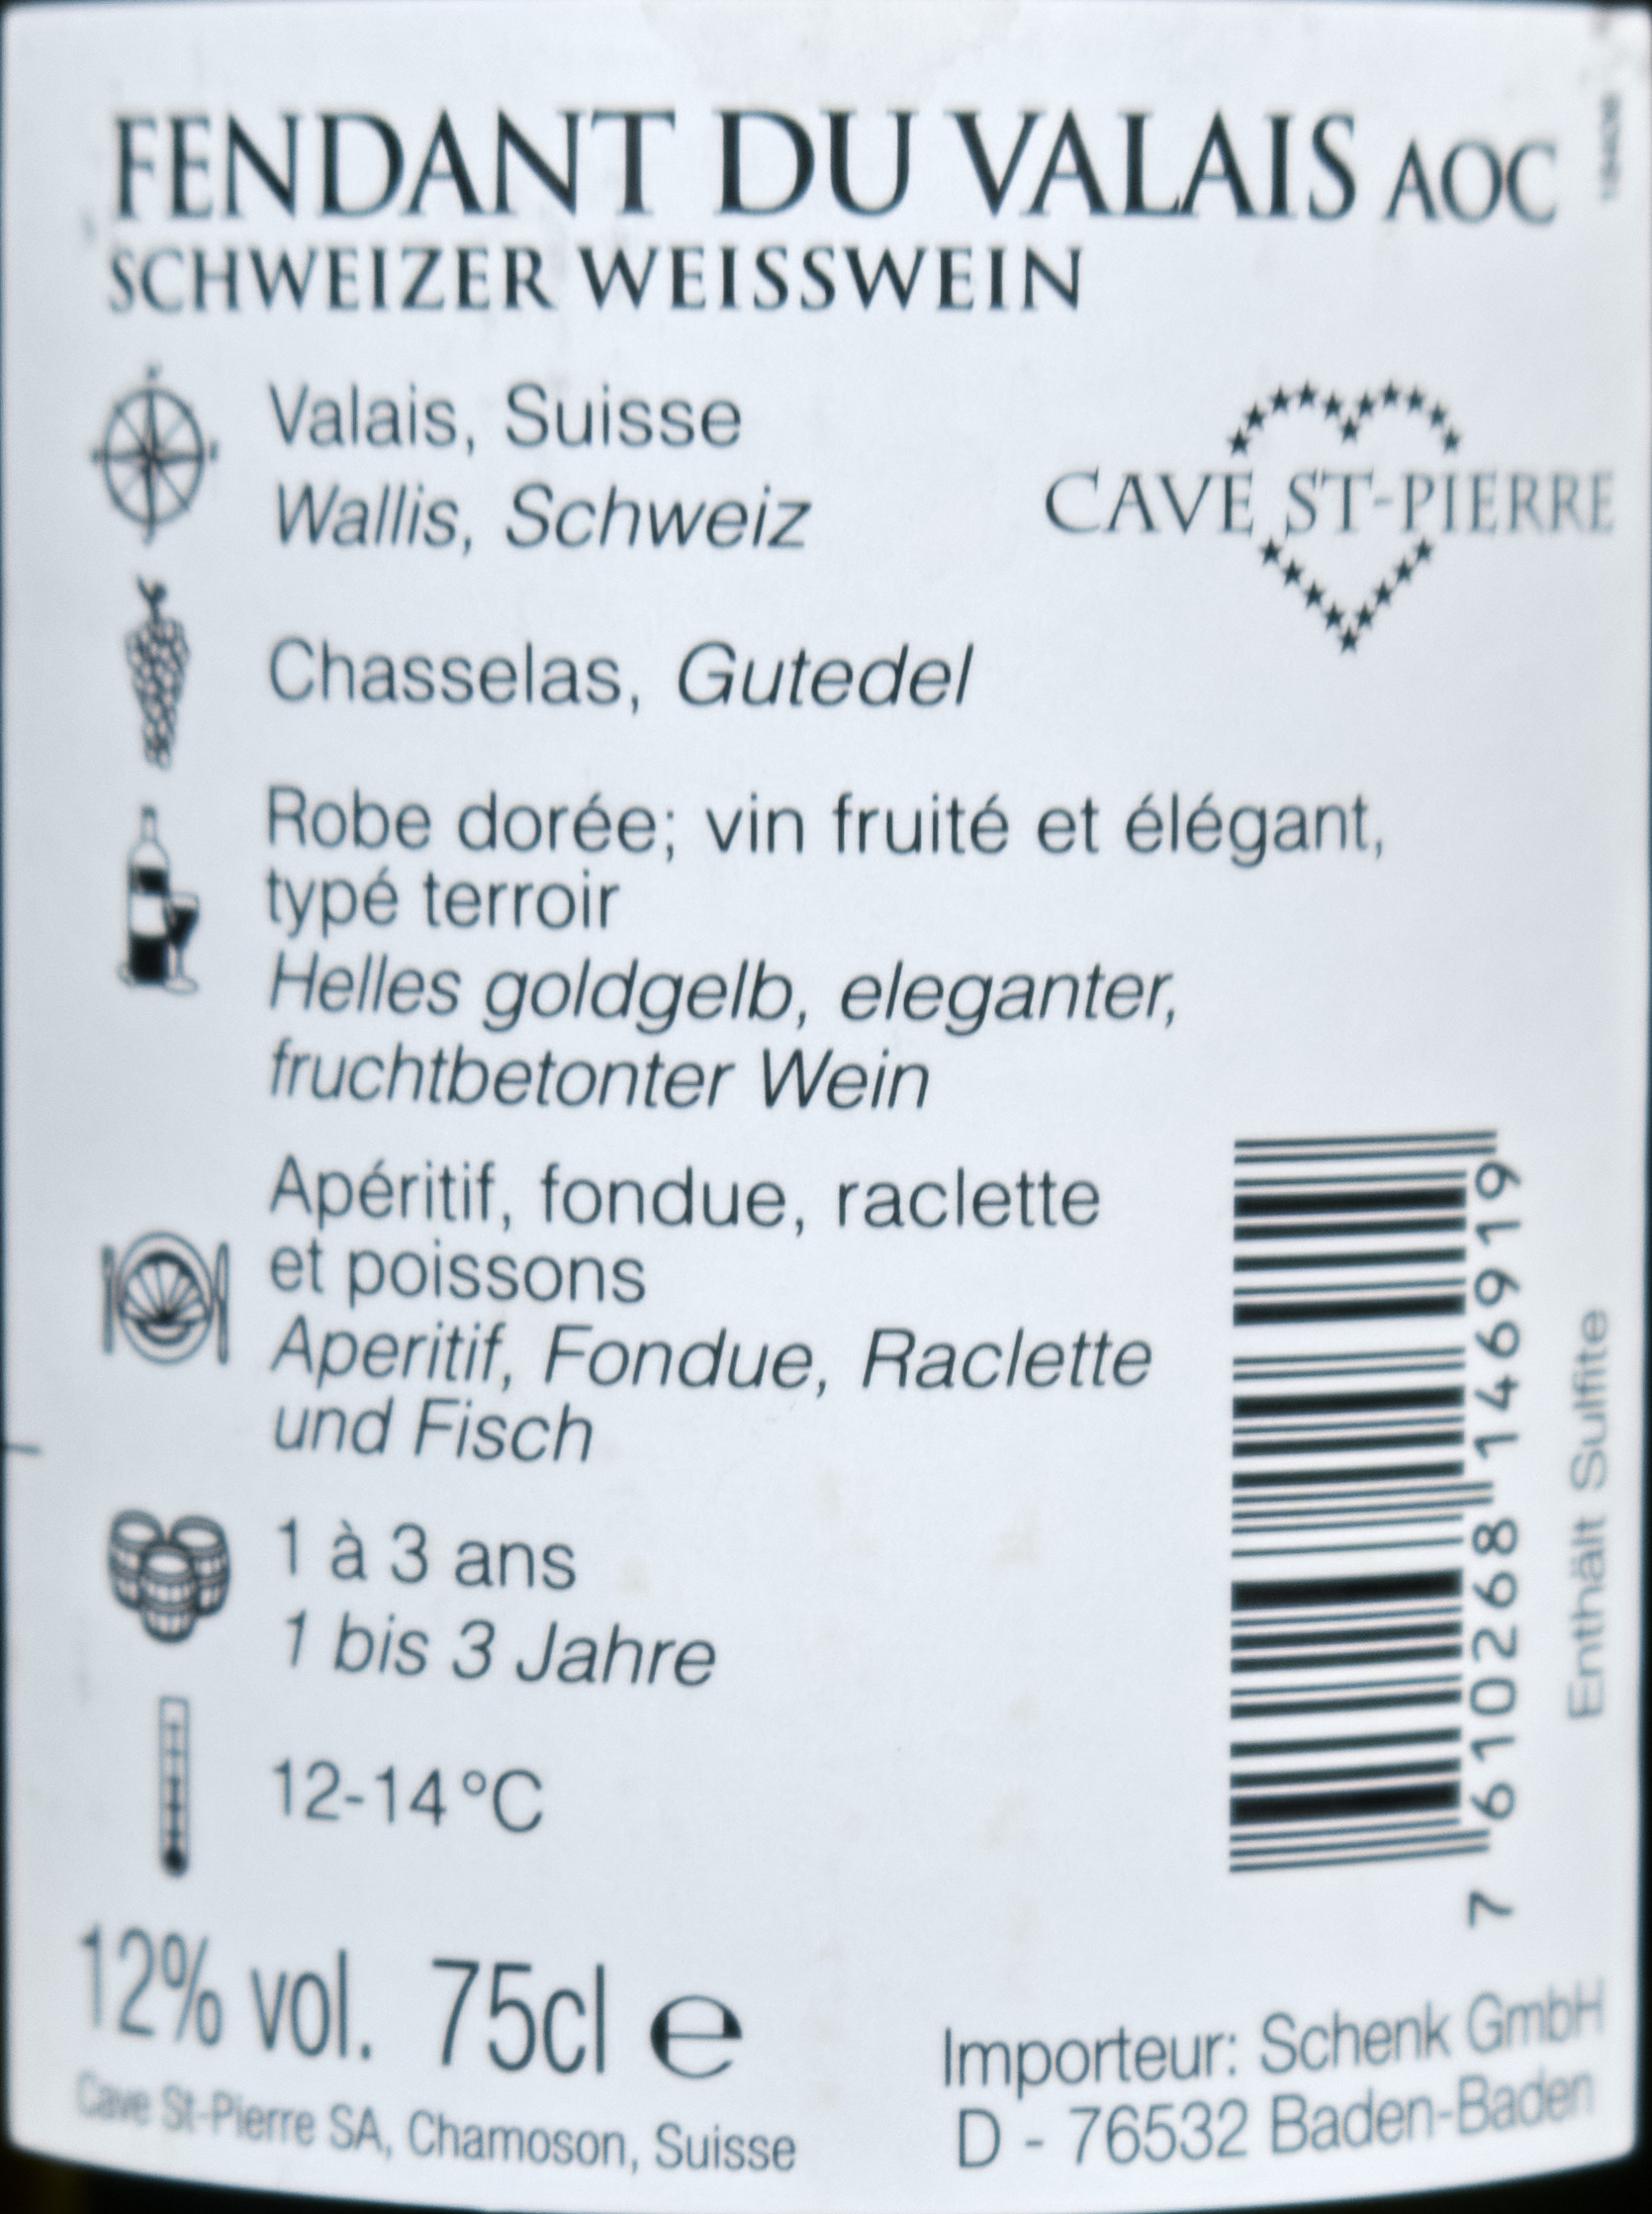 FENDANT DU VALAIS AOC
SCHWEIZER WEISSWEIN
Valais, Suisse
Wallis, Schweiz
CAVE ST-PIERRE
Chasselas, Gutedel
Robe dorée; vin fruité et élégant,
typé terroir
Helles goldgelb, eleganter,
fruchtbetonter Wein
Apéritif, fondue, raclette
et poissons
Aperitif, Fondue, Raclette
und Fisch
1 à 3 ans
1 bis 3 Jahre
12-14°C
7 610268 146919
Enthält Sulfite
12% vol. 75cl e
Cave St-Pierre SA, Chamoson, Suisse
Importeur: Schenk GmbH
D - 76532 Baden-Baden